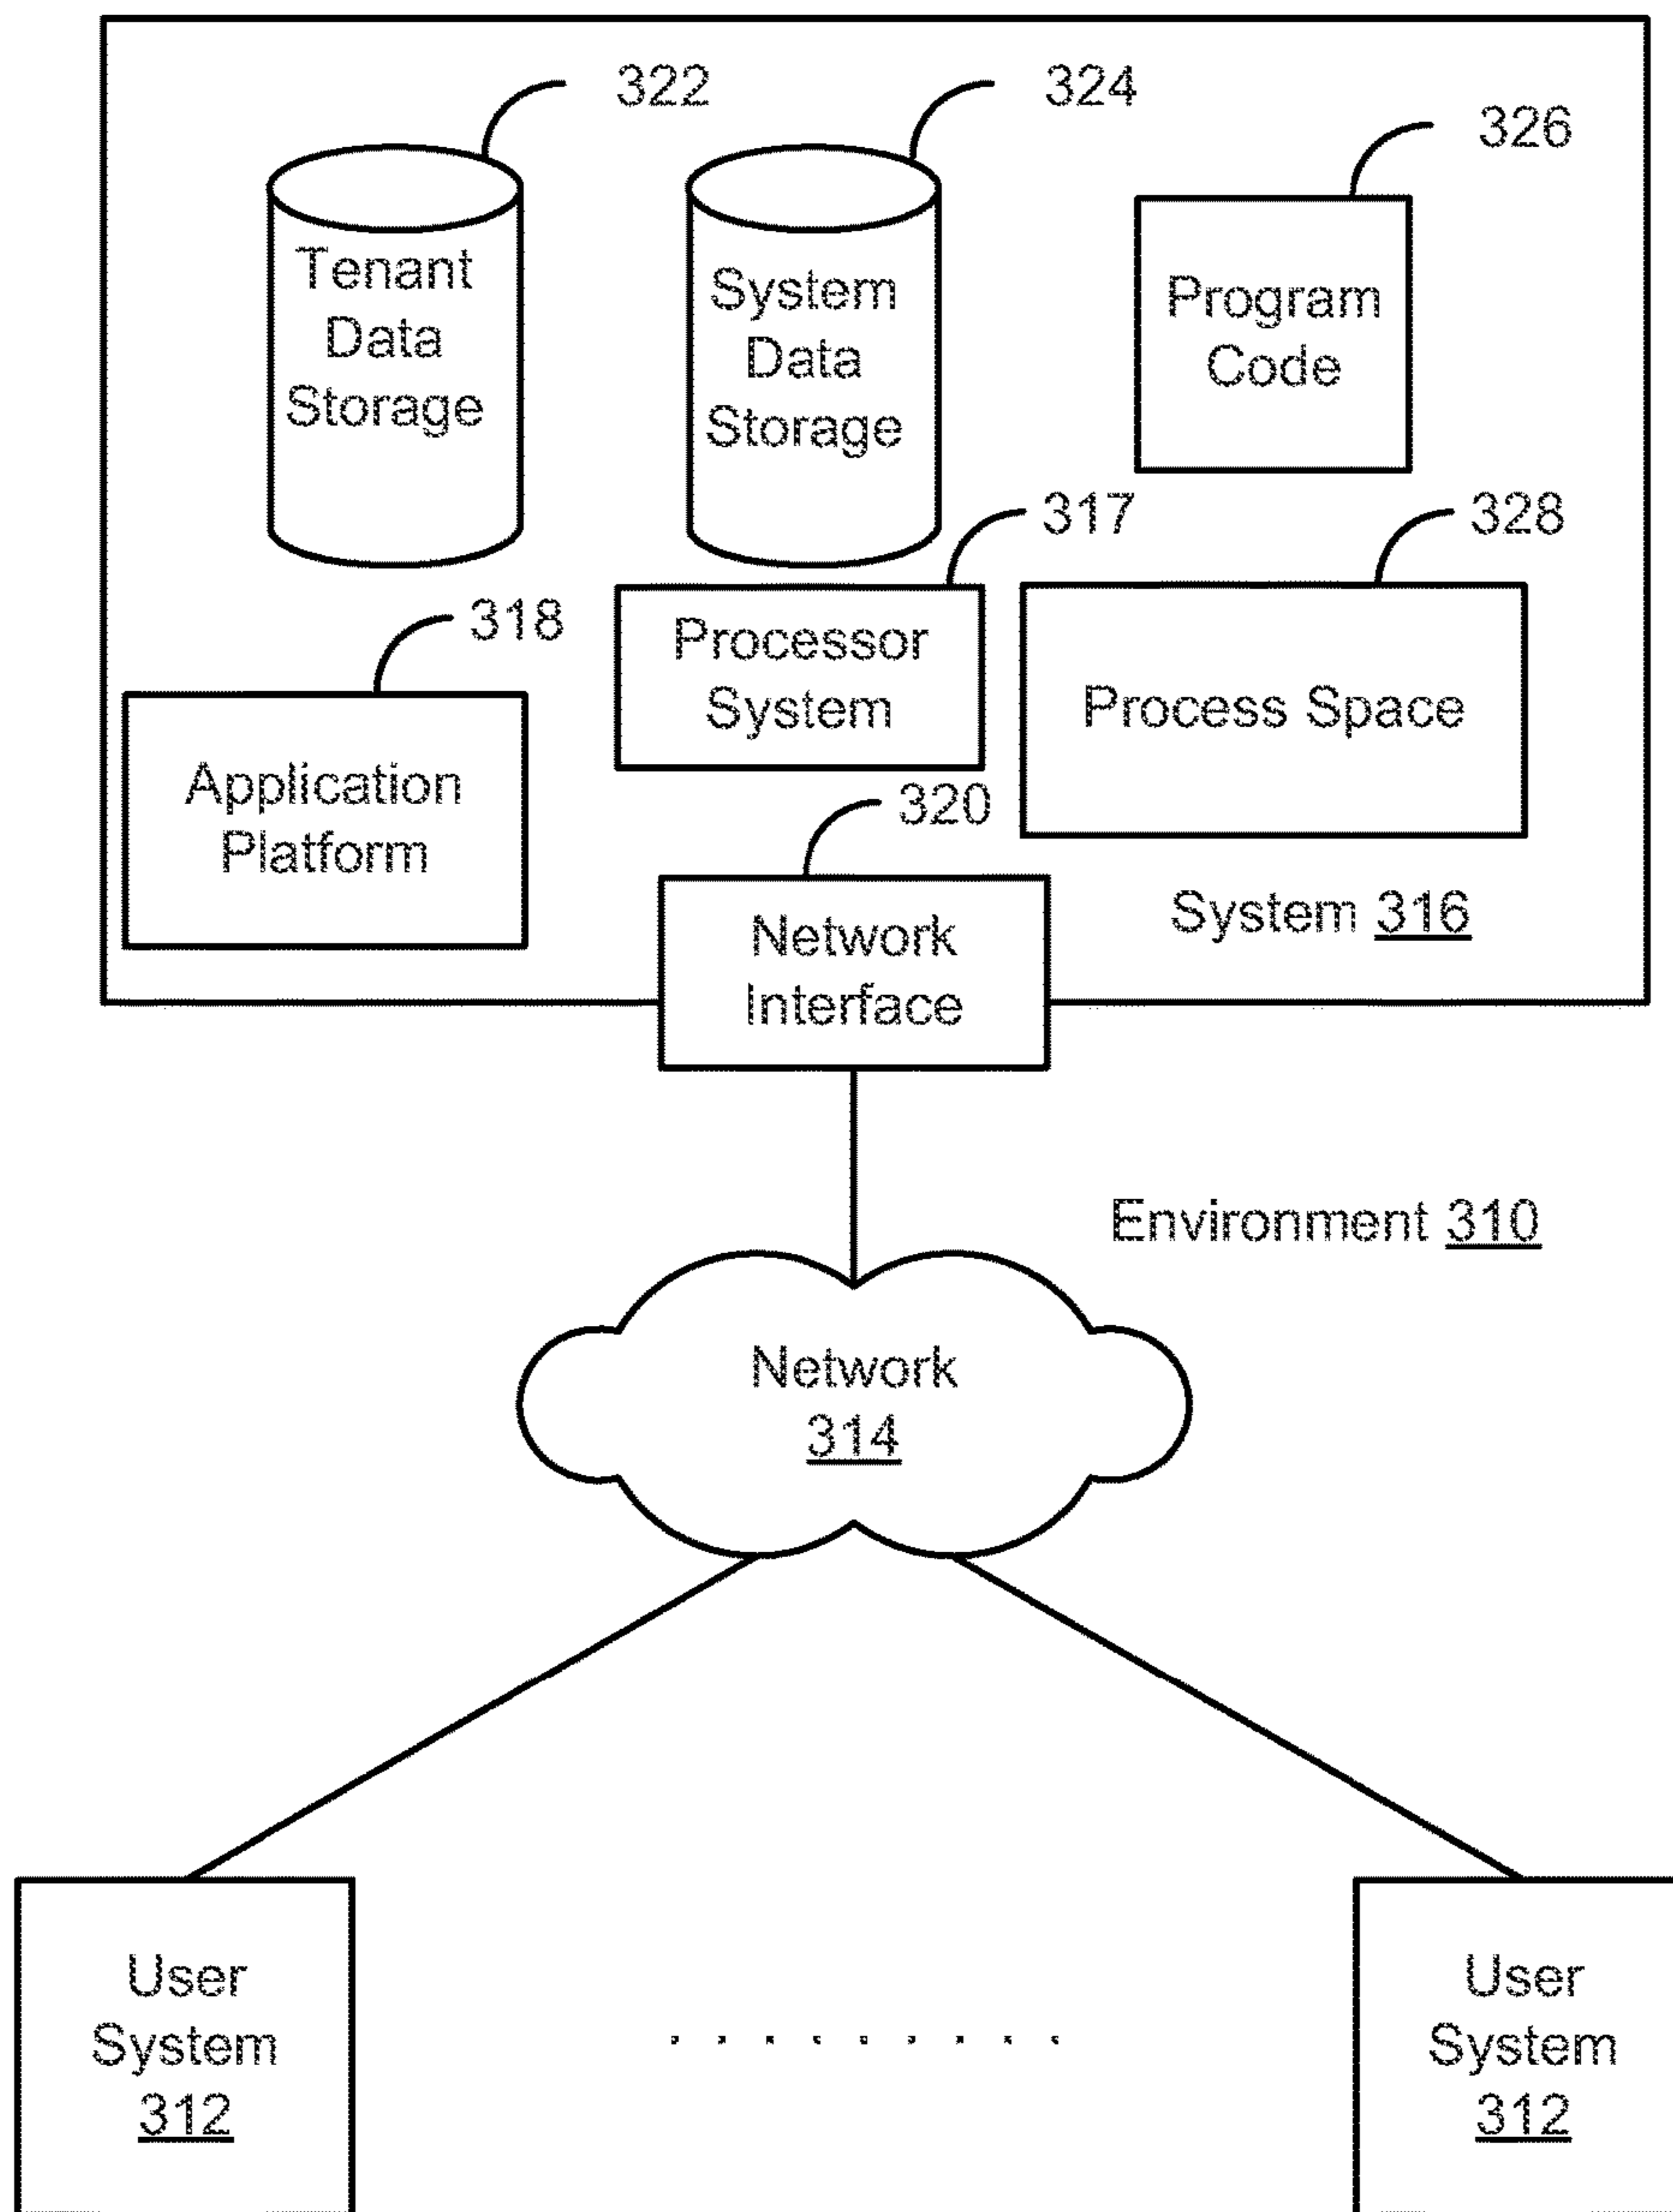 322
324
326
Tenant
Data
Storage
System
Data
Storage
Program
Code
317
328
318
Processor
System
Process Space
Application
Platform
320
Network
Interface
System 316
Environment 310
Network
314
User
System
312
. . . . . . . . .
User
System
312